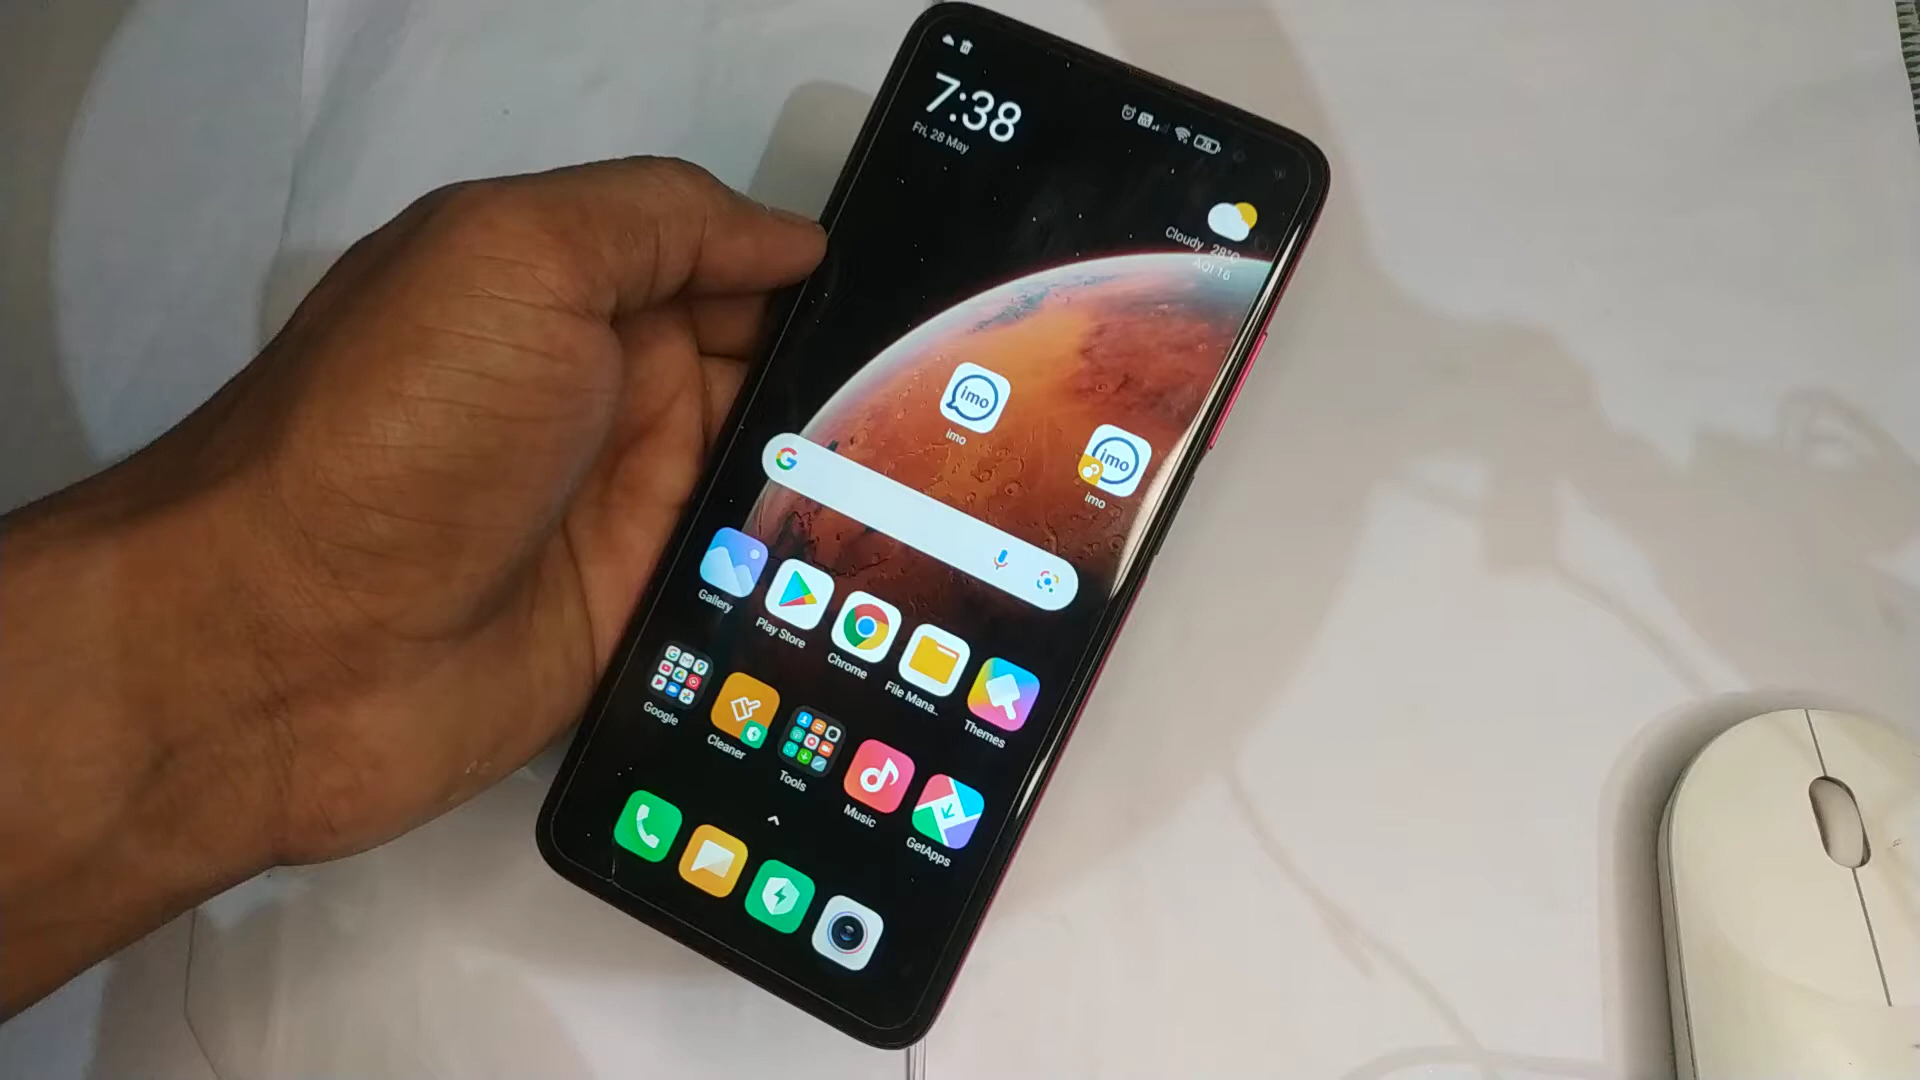 7:38
Fri, 28 May
76
Cloudy 28°C
AQI 16
imo
imo
imo
imo
Gallery
Play Store
Chrome
File Mana..
Themes
Google
Cleaner
Tools
Music
GetApps